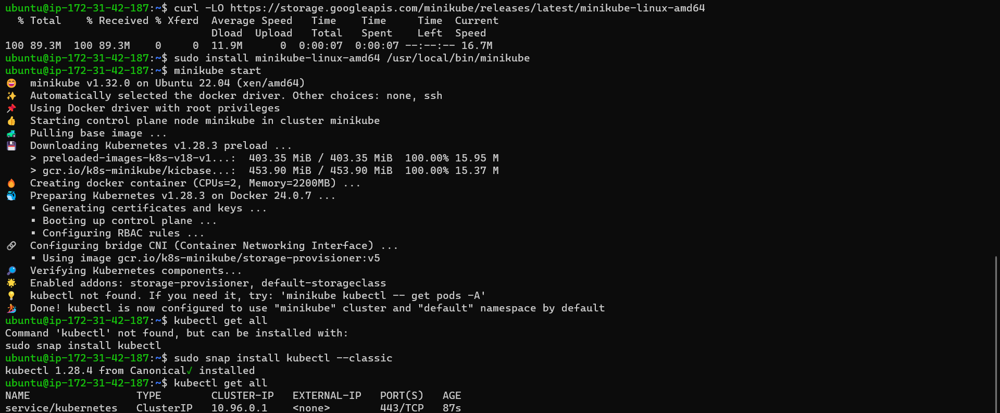 ubuntu@ip-172-31-42-187:~$ curl -LO https://storage.googleapis.com/minikube/releases/latest/minikube-linux-amd64
  % Total    % Received % Xferd  Average Speed   Time    Time     Time  Current
                                 Dload  Upload   Total   Spent    Left  Speed
100 89.3M  100 89.3M    0     0  11.9M      0  0:00:07  0:00:07 --:--:-- 16.7M
ubuntu@ip-172-31-42-187:~$ sudo install minikube-linux-amd64 /usr/local/bin/minikube
ubuntu@ip-172-31-42-187:~$ minikube start
😄  minikube v1.32.0 on Ubuntu 22.04 (xen/amd64)
✨  Automatically selected the docker driver. Other choices: none, ssh
📌  Using Docker driver with root privileges
👍  Starting control plane node minikube in cluster minikube
🚜  Pulling base image ...
💾  Downloading Kubernetes v1.28.3 preload ...
    > preloaded-images-k8s-v18-v1...:  403.35 MiB / 403.35 MiB  100.00% 15.95 M
    > gcr.io/k8s-minikube/kicbase...:  453.90 MiB / 453.90 MiB  100.00% 15.37 M
🔥  Creating docker container (CPUs=2, Memory=2200MB) ...
🐳  Preparing Kubernetes v1.28.3 on Docker 24.0.7 ...
    ▪ Generating certificates and keys ...
    ▪ Booting up control plane ...
    ▪ Configuring RBAC rules ...
🔗  Configuring bridge CNI (Container Networking Interface) ...
    ▪ Using image gcr.io/k8s-minikube/storage-provisioner:v5
🔎  Verifying Kubernetes components...
🌟  Enabled addons: storage-provisioner, default-storageclass
💡  kubectl not found. If you need it, try: 'minikube kubectl -- get pods -A'
🏄  Done! kubectl is now configured to use "minikube" cluster and "default" namespace by default
ubuntu@ip-172-31-42-187:~$ kubectl get all
Command 'kubectl' not found, but can be installed with:
sudo snap install kubectl
ubuntu@ip-172-31-42-187:~$ sudo snap install kubectl --classic
kubectl 1.28.4 from Canonical✓ installed
ubuntu@ip-172-31-42-187:~$ kubectl get all
NAME                 TYPE        CLUSTER-IP   EXTERNAL-IP   PORT(S)   AGE
service/kubernetes   ClusterIP   10.96.0.1    <none>        443/TCP   87s